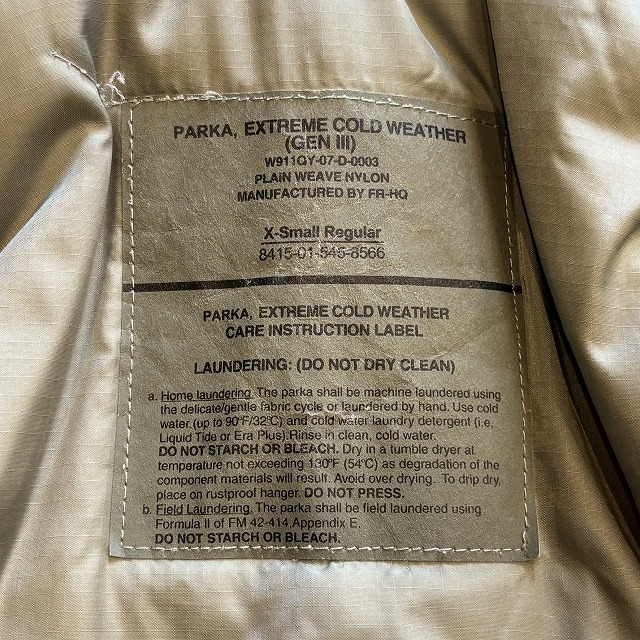 PARKA, EXTREME COLD WEATHER
(GEN III)
W911QY-07-D-0003
PLAIN WEAVE NYLON
MANUFACTURED BY FR-HQ
X-Small Regular
8415-01-545-8566
PARKA, EXTREME COLD WEATHER
CARE INSTRUCTION LABEL
LAUNDERING: (DO NOT DRY CLEAN)
a. Home laundering. The parka shall be machine laundered using
the delicate/gentle fabric cycle or laundered by hand. Use cold
water (up to 90°F/32°C) and cold water laundry detergent (i.e.
Liquid Tide or Era Plus).Rinse in clean, cold water.
DO NOT STARCH OR BLEACH. Dry in a tumble dryer at
temperature not exceeding 130°F (54°C) as degradation of the
component materials will result. Avoid over drying. To drip dry,
place on rustproof hanger. DO NOT PRESS.
b. Field Laundering. The parka shall be field laundered using
Formula II of FM 42-414,Appendix E.
DO NOT STARCH OR BLEACH.